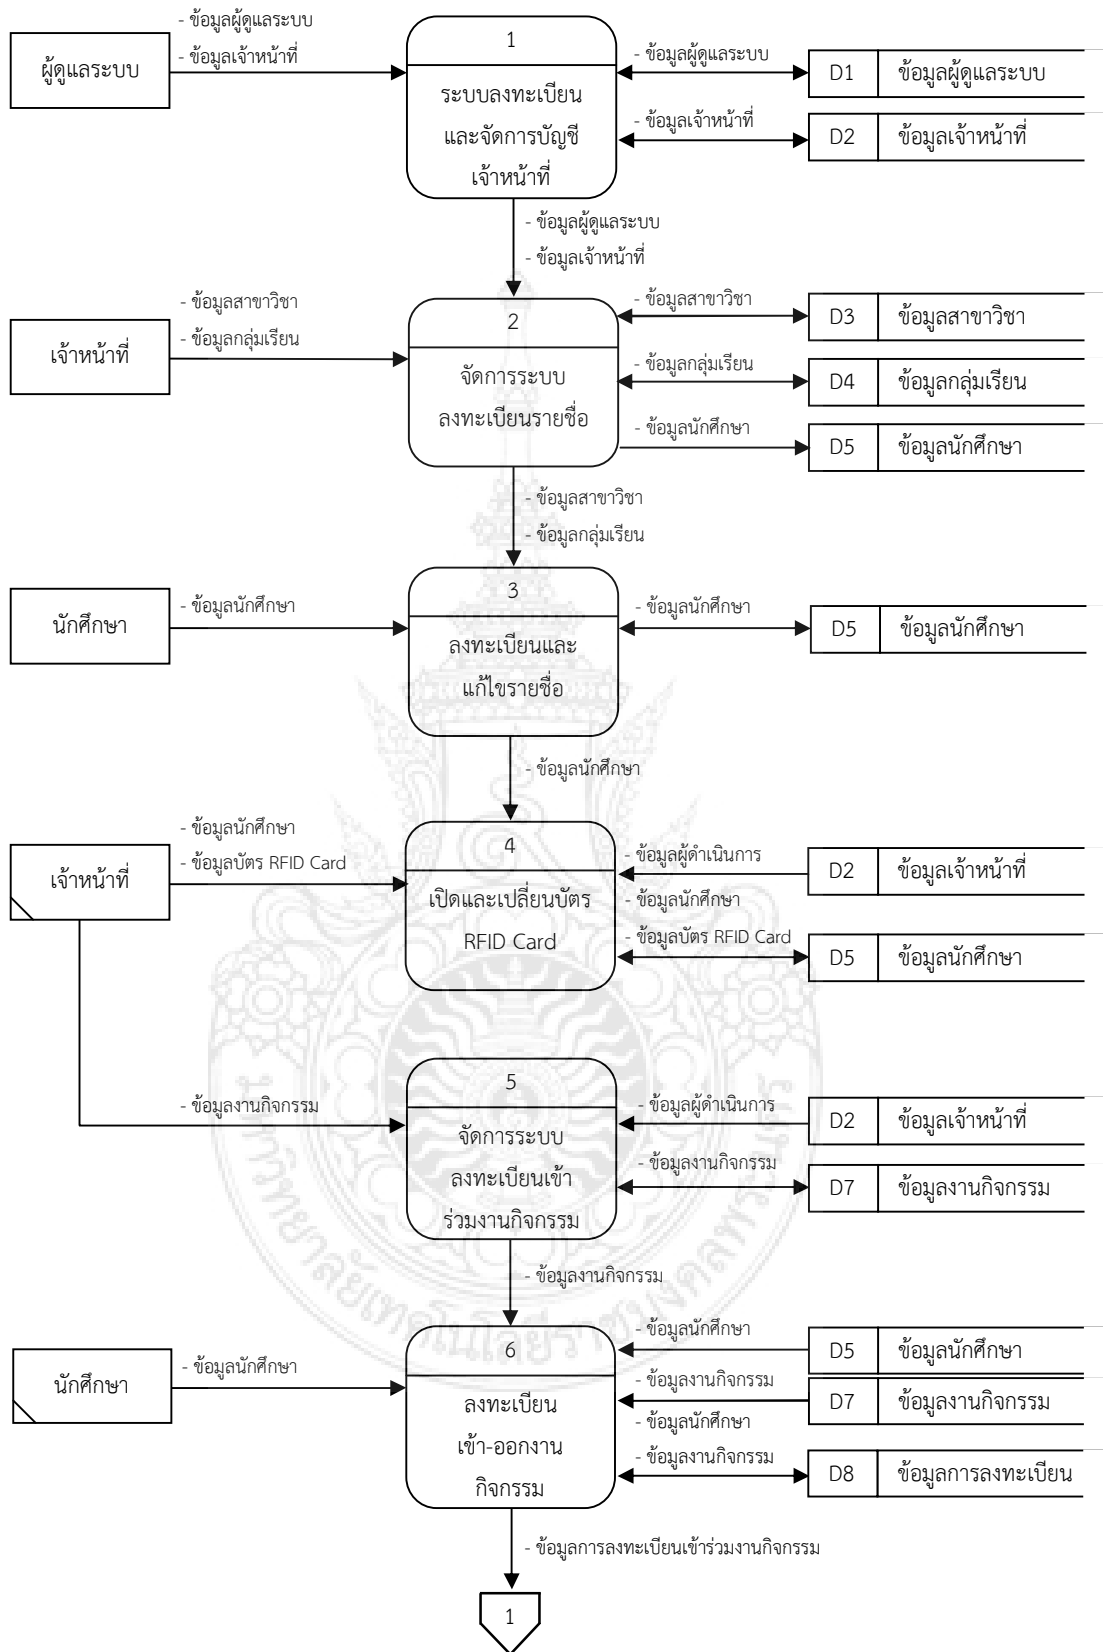 - ข้อมูลผู้ดูแลระบบ
- ข้อมูลเจ้าหน้าที่
ผู้ดูแลระบบ
1
ระบบลงทะเบียน
และจัดการบัญชี
เจ้าหน้าที่
- ข้อมูลผู้ดูแลระบบ
D1 ข้อมูลผู้ดูแลระบบ
- ข้อมูลเจ้าหน้าที่
D2 ข้อมูลเจ้าหน้าที่
- ข้อมูลผู้ดูแลระบบ
- ข้อมูลเจ้าหน้าที่
- ข้อมูลสาขาวิชา
- ข้อมูลกลุ่มเรียน
เจ้าหน้าที่
2
จัดการระบบ
ลงทะเบียนรายชื่อ
- ข้อมูลสาขาวิชา
D3 ข้อมูลสาขาวิชา
- ข้อมูลกลุ่มเรียน
D4 ข้อมูลกลุ่มเรียน
- ข้อมูลนักศึกษา
D5 ข้อมูลนักศึกษา
- ข้อมูลสาขาวิชา
- ข้อมูลกลุ่มเรียน
- ข้อมูลนักศึกษา
นักศึกษา
3
ลงทะเบียนและ
แก้ไขรายชื่อ
- ข้อมูลนักศึกษา
D5 ข้อมูลนักศึกษา
- ข้อมูลนักศึกษา
- ข้อมูลนักศึกษา
- ข้อมูลบัตร RFID Card
เจ้าหน้าที่
4
เปิดและเปลี่ยนบัตร
RFID Card
- ข้อมูลผู้ดำเนินการ
D2 ข้อมูลเจ้าหน้าที่
- ข้อมูลนักศึกษา
- ข้อมูลบัตร RFID Card
D5 ข้อมูลนักศึกษา
- ข้อมูลงานกิจกรรม
5
จัดการระบบ
ลงทะเบียนเข้า
ร่วมงานกิจกรรม
- ข้อมูลผู้ดำเนินการ
D2 ข้อมูลเจ้าหน้าที่
- ข้อมูลงานกิจกรรม
D7 ข้อมูลงานกิจกรรม
- ข้อมูลงานกิจกรรม
- ข้อมูลนักศึกษา
นักศึกษา
6
ลงทะเบียน
เข้า-ออกงาน
กิจกรรม
- ข้อมูลนักศึกษา
D5 ข้อมูลนักศึกษา
- ข้อมูลงานกิจกรรม
D7 ข้อมูลงานกิจกรรม
- ข้อมูลนักศึกษา
- ข้อมูลงานกิจกรรม
D8 ข้อมูลการลงทะเบียน
- ข้อมูลการลงทะเบียนเข้าร่วมงานกิจกรรม
1